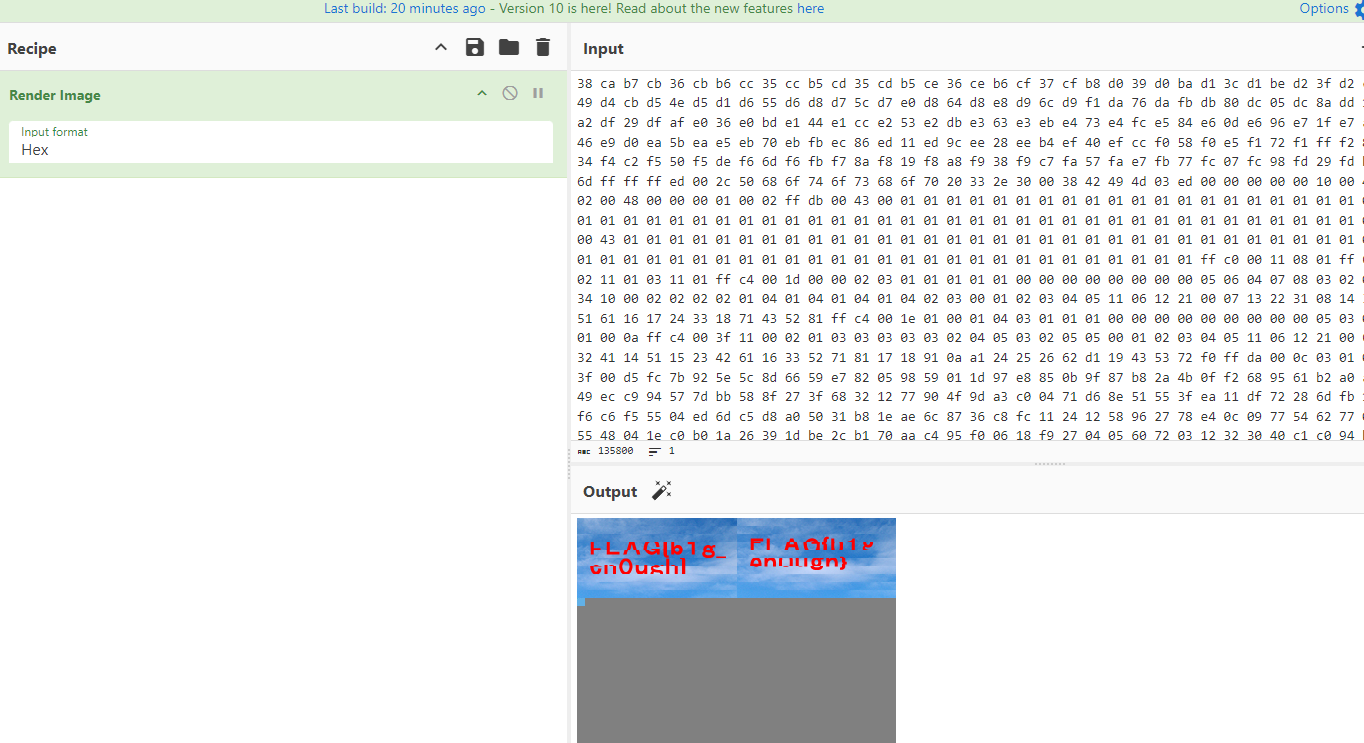 Last build: 20 minutes ago - Version 10 is here! Read about the new features here
Options
Recipe
Input
Render Image
Input format
Hex
38 ca b7 cb 36 cb b6 cc 35 cc b5 cd 35 cd b5 ce 36 ce b6 cf 37 cf b8 d0 39 d0 ba d1 3c d1 be d2 3f d2
49 d4 cb d5 4e d5 d1 d6 55 d6 d8 d7 5c d7 e0 d8 64 d8 e8 d9 6c d9 f1 da 76 da fb db 80 dc 05 dc 8a dd
a2 df 29 df af e0 36 e0 bd e1 44 e1 cc e2 53 e2 db e3 63 e3 eb e4 73 e4 fc e5 84 e6 0d e6 96 e7 1f e7
46 e9 d0 ea 5b ea e5 eb 70 eb fb ec 86 ed 11 ed 9c ee 28 ee b4 ef 40 ef cc f0 58 f0 e5 f1 72 f1 ff f2
34 f4 c2 f5 50 f5 de f6 6d f6 fb f7 8a f8 19 f8 a8 f9 38 f9 c7 fa 57 fa e7 fb 77 fc 07 fc 98 fd 29 fd
6d ff ff ff ed 00 2c 50 68 6f 74 6f 73 68 6f 70 20 33 2e 30 00 38 42 49 4d 03 ed 00 00 00 00 00 10 00
02 00 48 00 00 00 01 00 02 ff db 00 43 00 01 01 01 01 01 01 01 01 01 01 01 01 01 01 01 01 01 01 01 01
01 01 01 01 01 01 01 01 01 01 01 01 01 01 01 01 01 01 01 01 01 01 01 01 01 01 01 01 01 01 01 01 01 01
00 43 01 01 01 01 01 01 01 01 01 01 01 01 01 01 01 01 01 01 01 01 01 01 01 01 01 01 01 01 01 01 01 01
01 01 01 01 01 01 01 01 01 01 01 01 01 01 01 01 01 01 01 01 01 01 01 01 01 01 01 ff c0 00 11 08 01 ff
02 11 01 03 11 01 ff c4 00 1d 00 00 02 03 01 01 01 01 01 00 00 00 00 00 00 00 00 05 06 04 07 08 03 02
34 10 00 02 02 02 02 01 04 01 04 01 04 01 04 02 03 00 01 02 03 04 05 11 06 12 21 00 07 13 22 31 08 14
51 61 16 17 24 33 18 71 43 52 81 ff c4 00 1e 01 00 01 04 03 01 01 01 00 00 00 00 00 00 00 00 00 05 03
01 00 0a ff c4 00 3f 11 00 02 01 03 03 03 03 03 02 04 05 03 02 05 05 00 01 02 03 04 05 11 06 12 21 00
32 41 14 51 15 23 42 61 16 33 52 71 81 17 18 91 0a a1 24 25 26 62 d1 19 43 53 72 f0 ff da 00 0c 03 01
3f 00 d5 fc 7b 92 5e 5c 8d 66 59 e7 82 05 98 59 01 1d 97 e8 85 0b 9f 87 b8 2a 4b 0f f2 68 95 61 b2 a0
49 ec c9 94 57 7d bb 58 8f 27 3f 68 32 12 77 90 4f 9d a3 c0 04 71 d6 8e 51 55 3f ea 11 df 72 28 6d fb
f6 c6 f5 55 04 ed 6d c5 d8 a0 50 31 b8 1e ae 6c 87 36 c8 fc 11 24 12 58 96 27 78 e4 0c 09 77 54 62 77
55 48 04 1e c0 b0 1a 26 39 1d be 2c b1 70 aa c4 95 f0 06 18 f9 27 04 05 60 72 03 12 32 30 40 c1 c0 94
135800 1
Output